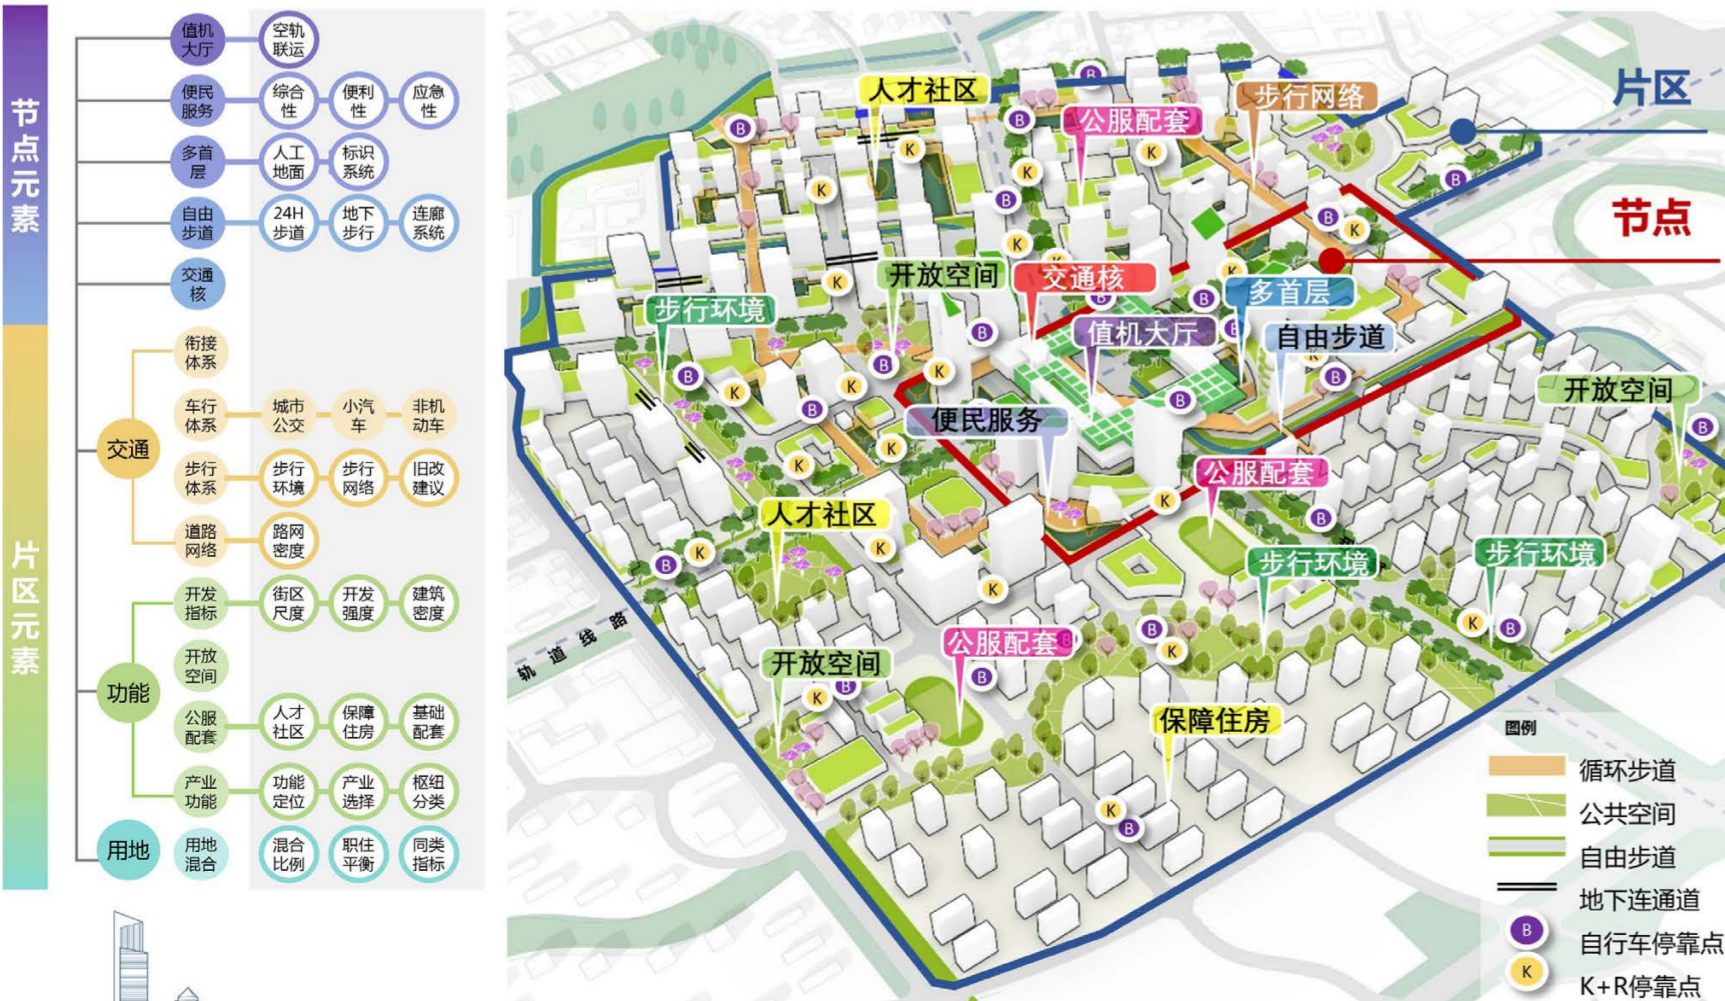 节点元素
片区元素
值机
大厅
空轨
联运
便民
服务
综合
性
便利
性
应急
性
多首
层
人工
地面
标识
系统
自由
步道
24H
步道
地下
步行
连廊
系统
交通
核
交通
衔接
体系
车行
体系
城市
公交
小汽
车
非机
动车
步行
体系
步行
环境
步行
网络
旧改
建议
道路
网络
路网
密度
功能
开发
指标
街区
尺度
开发
强度
建筑
密度
开放
空间
公服
配套
人才
社区
保障
住房
基础
配套
产业
功能
功能
定位
产业
选择
枢纽
分类
用地
用地
混合
混合
比例
职住
平衡
同类
指标
片区
节点
人才社区
公服配套
步行网络
开放空间
交通核
多首层
步行环境
值机大厅
自由步道
开放空间
便民服务
公服配套
人才社区
步行环境
步行环境
轨道线路
公服配套
开放空间
保障住房
图例
循环步道
公共空间
自由步道
地下连通道
B
自行车停靠点
K
K+R停靠点